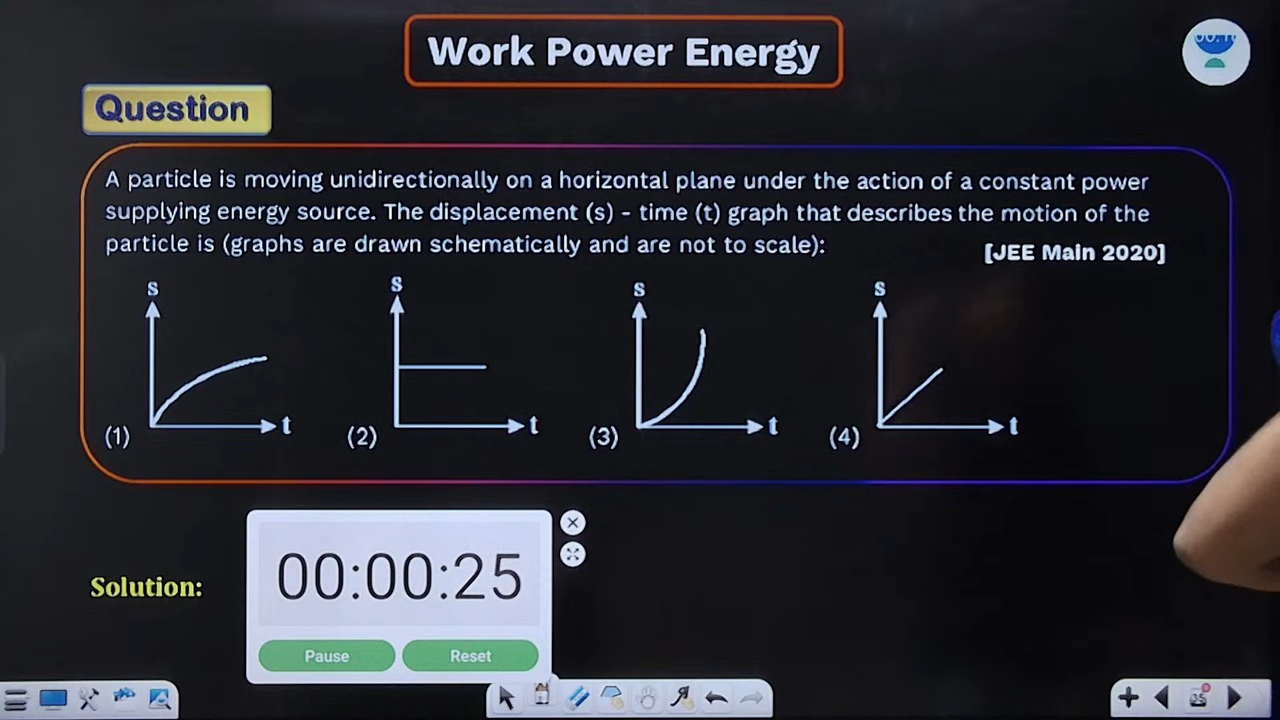 Work Power Energy
Question
A particle is moving unidirectionally on a horizontal plane under the action of a constant power
supplying energy source. The displacement (s) - time (t) graph that describes the motion of the
particle is (graphs are drawn schematically and are not to scale):
[JEE Main 2020]
s s s s
t t t t
(1) (2) (3) (4)
Solution:
00:00:25
Pause Reset